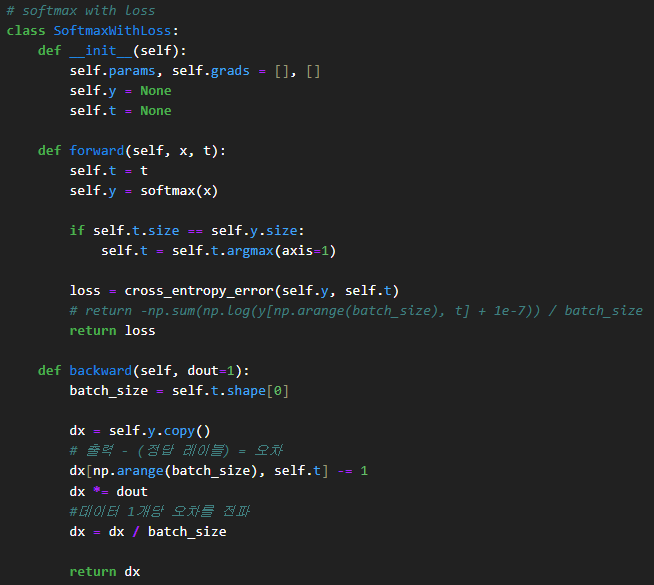 # softmax with loss
class SoftmaxWithLoss:
    def __init__(self):
        self.params, self.grads = [], []
        self.y = None
        self.t = None

    def forward(self, x, t):
        self.t = t
        self.y = softmax(x)

        if self.t.size == self.y.size:
            self.t = self.t.argmax(axis=1)

        loss = cross_entropy_error(self.y, self.t)
        # return -np.sum(np.log(y[np.arange(batch_size), t] + 1e-7)) / batch_size
        return loss

    def backward(self, dout=1):
        batch_size = self.t.shape[0]

        dx = self.y.copy()
        # 출력 - (정답 레이블) = 오차
        dx[np.arange(batch_size), self.t] -= 1
        dx *= dout
        #데이터 1개당 오차를 전파
        dx = dx / batch_size

        return dx